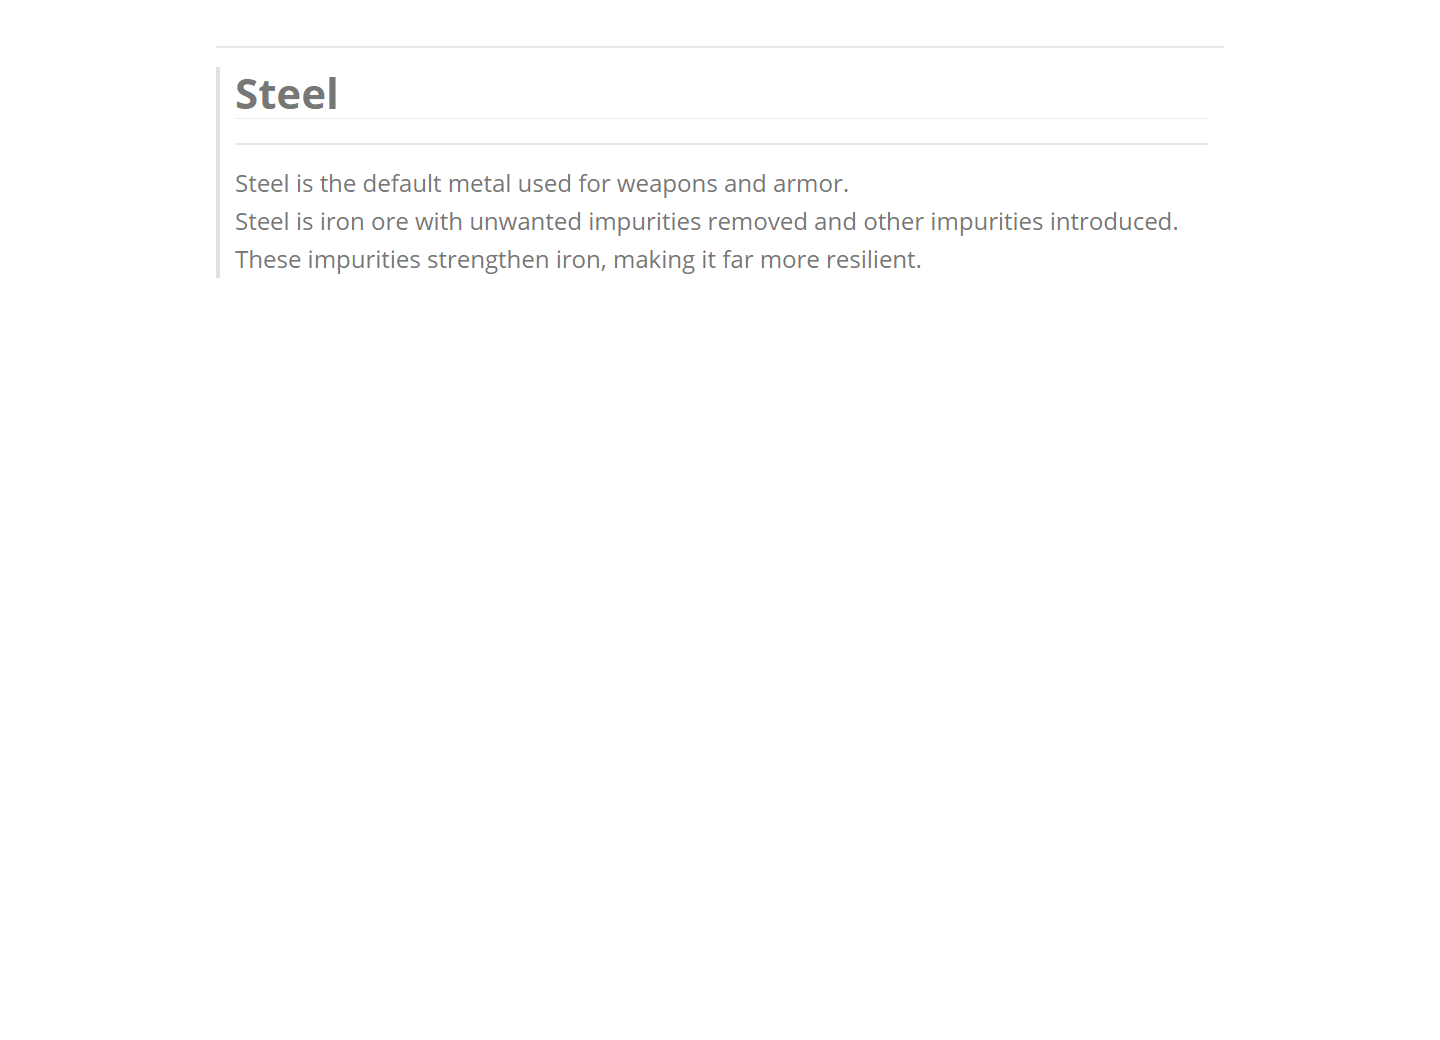 Steel
Steel is the default metal used for weapons and armor.
Steel is iron ore with unwanted impurities removed and other impurities introduced.
These impurities strengthen iron, making it far more resilient.